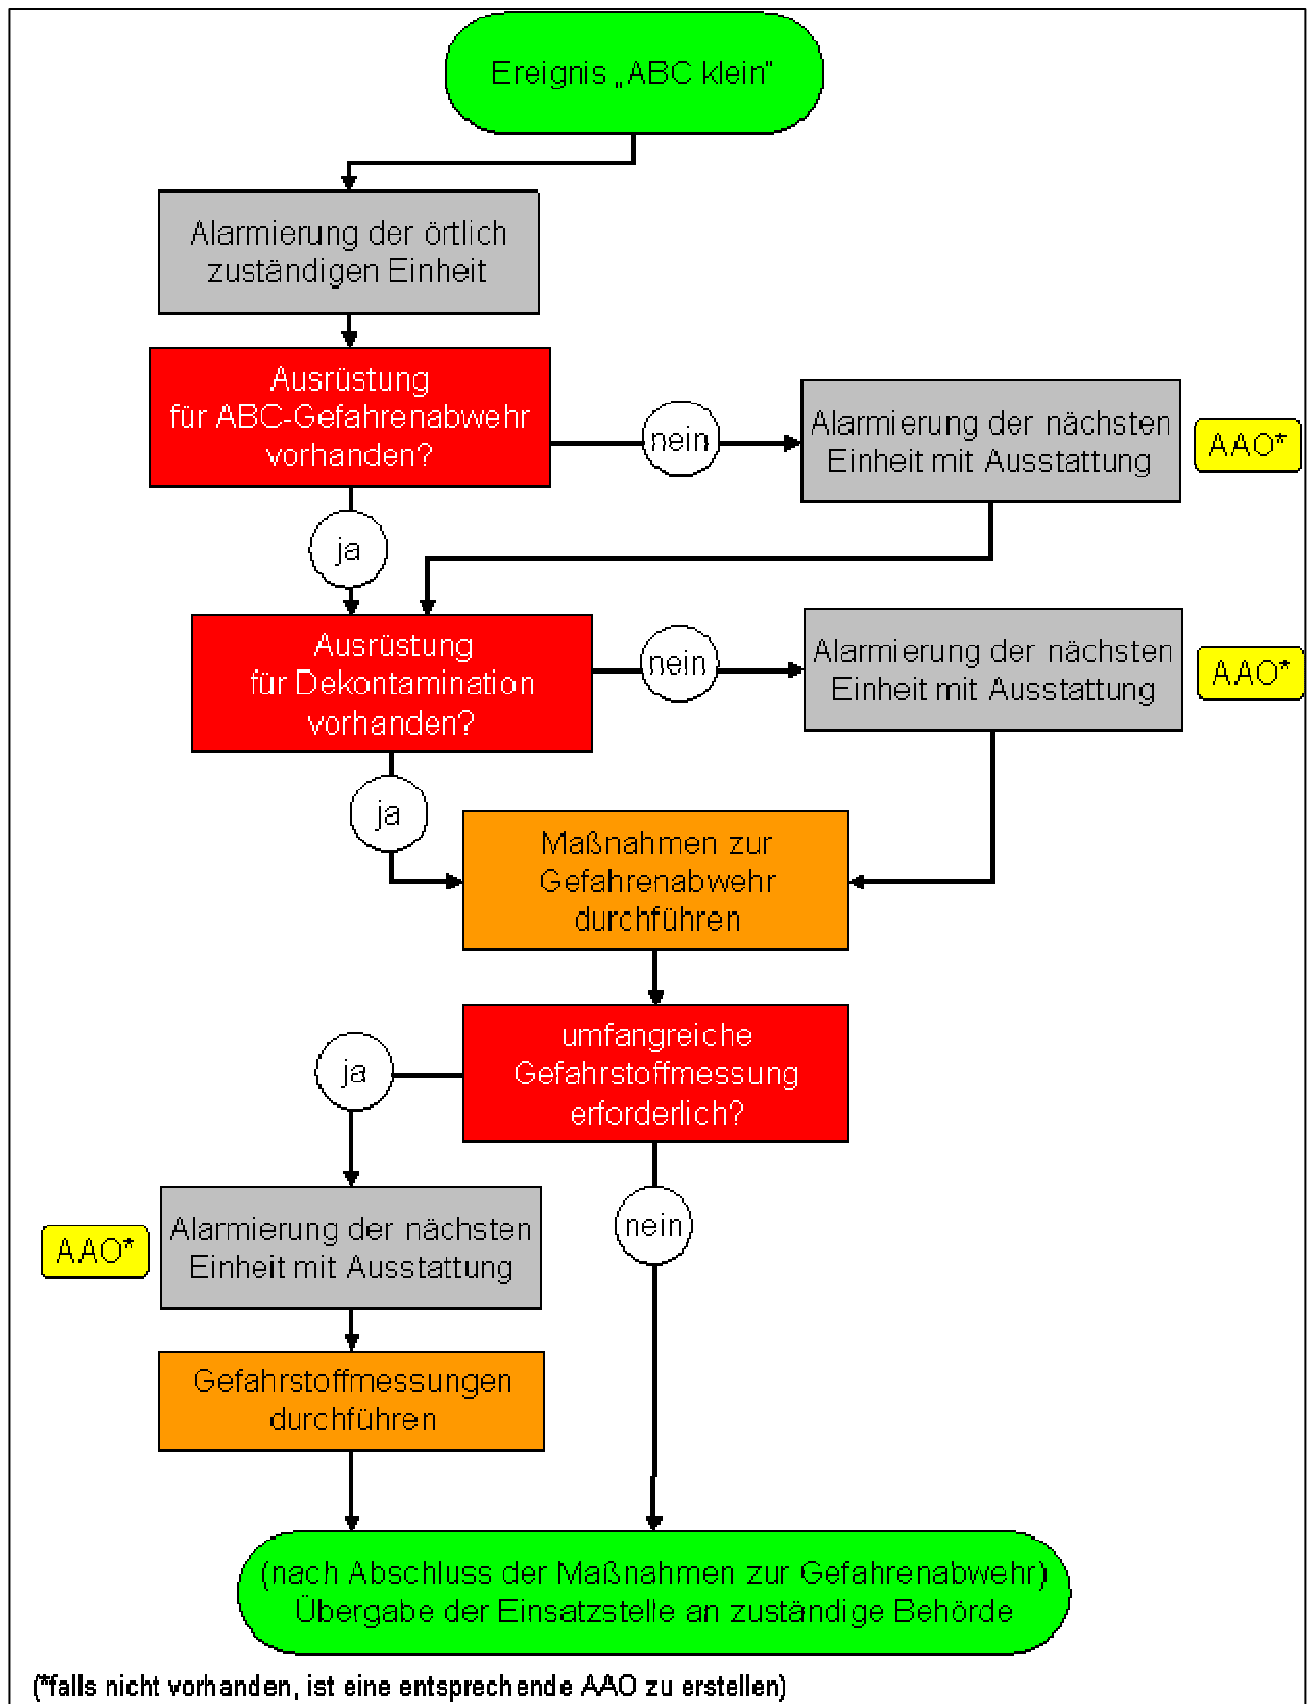 Ereignis „ABC klein“
Alarmierung der örtlich
zuständigen Einheit
Ausrüstung
für ABC-Gefahrenabwehr
vorhanden?
nein
Alarmierung der nächsten
Einheit mit Ausstattung
AAO*
ja
Ausrüstung
für Dekontamination
vorhanden?
nein
Alarmierung der nächsten
Einheit mit Ausstattung
AAO*
ja
Maßnahmen zur
Gefahrenabwehr
durchführen
umfangreiche
Gefahrstoffmessung
erforderlich?
ja
nein
AAO*
Alarmierung der nächsten
Einheit mit Ausstattung
Gefahrstoffmessungen
durchführen
(nach Abschluss der Maßnahmen zur Gefahrenabwehr)
Übergabe der Einsatzstelle an zuständige Behörde
(*falls nicht vorhanden, ist eine entsprechende AAO zu erstellen)